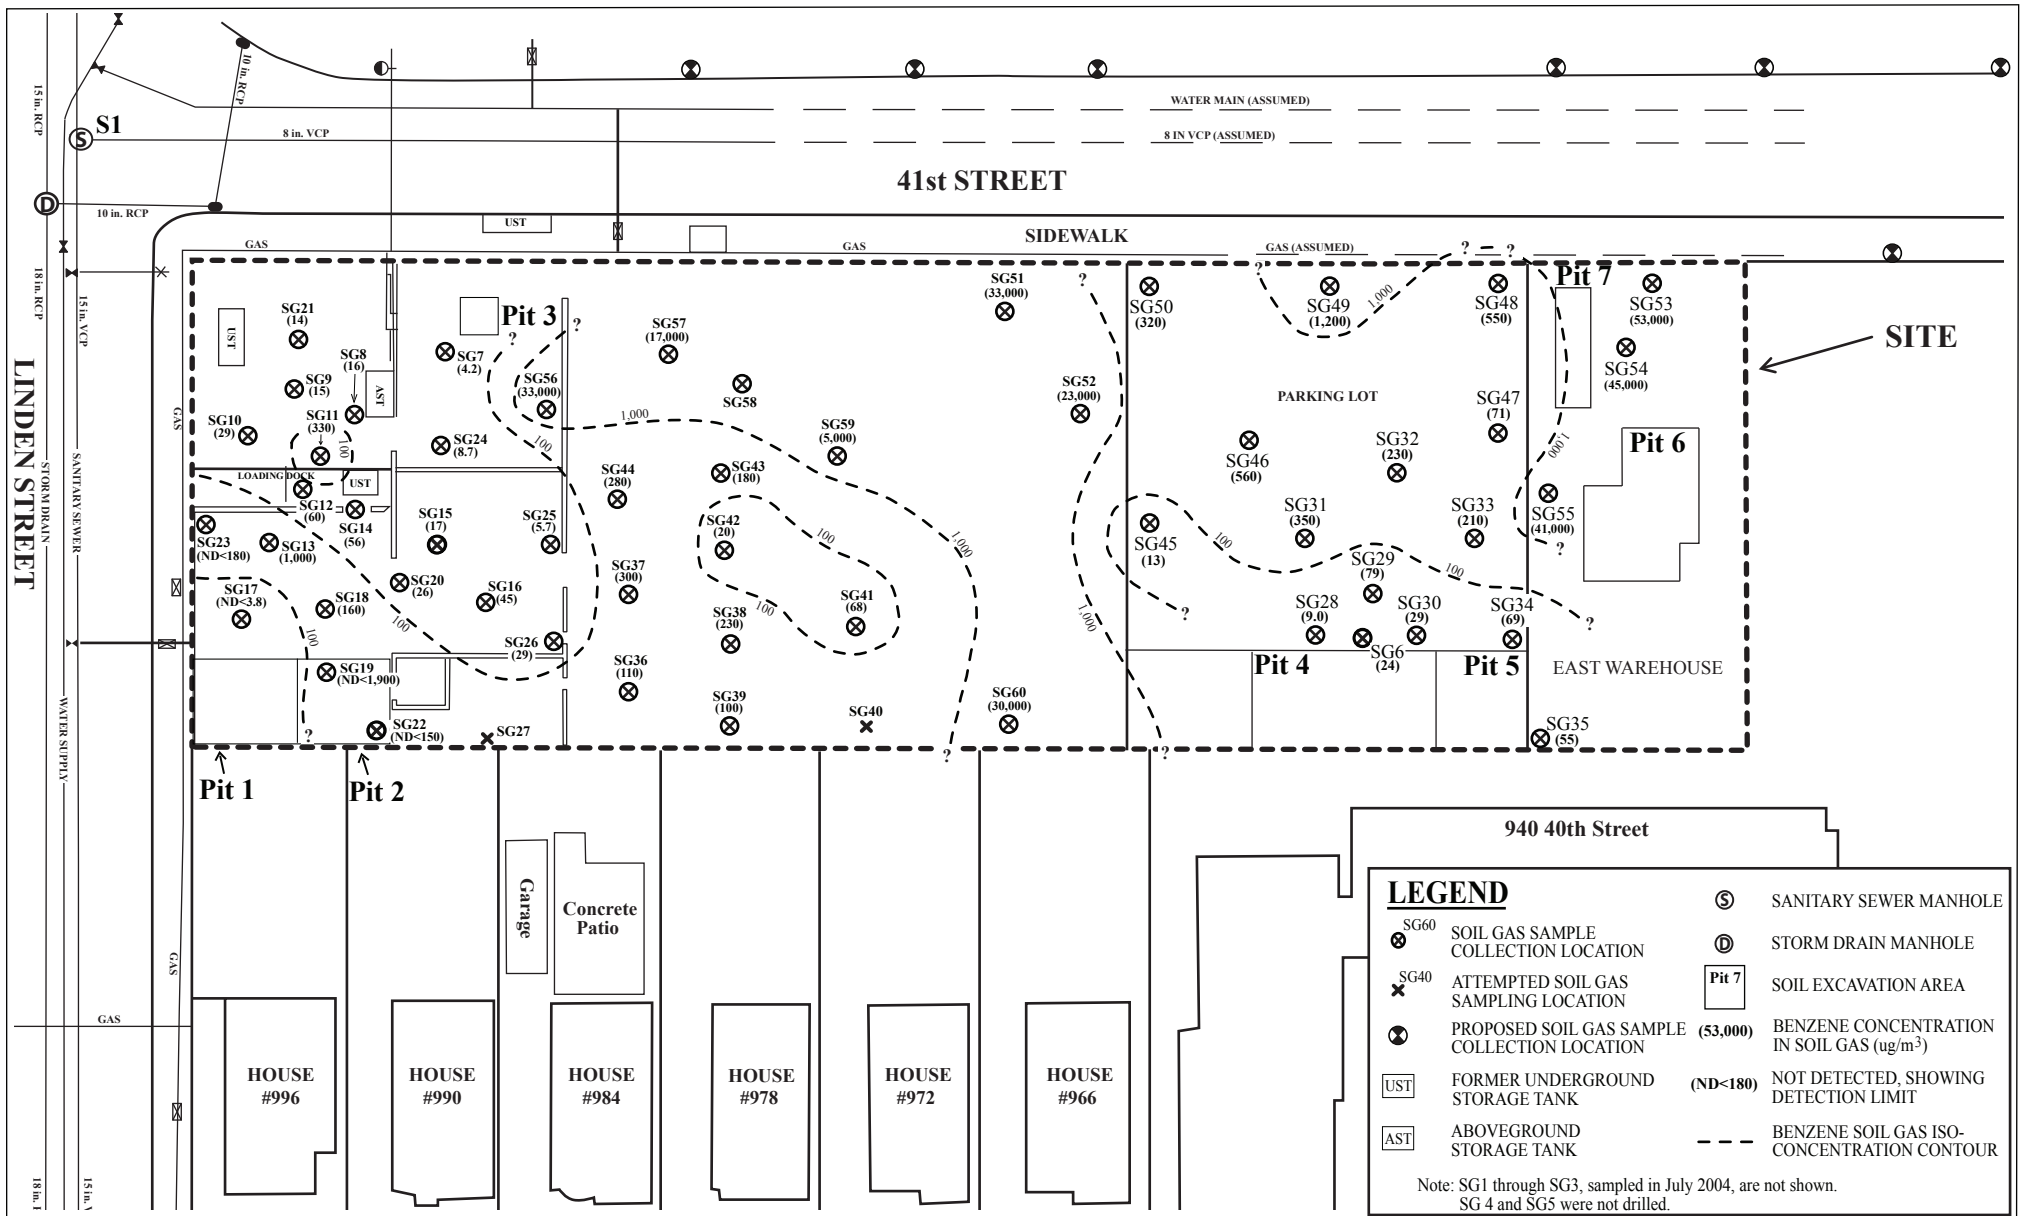 15 in. RCP
10 in. RCP
S
S1
8 in. VCP
WATER MAIN (ASSUMED)
8 IN VCP (ASSUMED)
41st STREET
D
10 in. RCP
UST
SIDEWALK
GAS
GAS
GAS (ASSUMED)
18 in. RCP
15 in. VCP
LINDEN STREET
STORM DRAIN
SANITARY SEWER
WATER SUPPLY
GAS
GAS
GAS
18 in. R
15 in. V
SITE
UST
SG21
(14)
SG8
(16)
AST
SG9
(15)
SG10
(29)
SG11
(330)
100
LOADING DOCK
UST
SG12
(60)
SG14
(56)
SG23
(ND<180)
SG13
(1,000)
SG17
(ND<3.8)
SG18
(160)
100
100
SG19
(ND<1,900)
?
SG22
(ND<150)
SG27
Pit 1
Pit 2
Pit 3
?
?
SG7
(4.2)
SG24
(8.7)
SG56
(33,000)
100
SG15
(17)
SG25
(5.7)
SG20
(26)
SG16
(45)
SG26
(29)
SG57
(17,000)
SG58
1,000
SG59
(5,000)
SG44
(280)
SG43
(180)
SG42
(20)
100
100
SG37
(300)
SG38
(230)
SG41
(68)
SG36
(110)
SG39
(100)
SG40
SG51
(33,000)
?
SG52
(23,000)
1,000
1,000
SG60
(30,000)
?
?
SG50
(320)
?
SG49
(1,200)
1,000
?
?
SG48
(550)
PARKING LOT
SG46
(560)
SG32
(230)
SG47
(71)
SG45
(13)
100
?
SG31
(350)
SG33
(210)
SG29
(79)
100
SG28
(9.0)
SG30
(29)
SG6
(24)
SG34
(69)
?
Pit 4
Pit 5
Pit 7
SG53
(53,000)
SG54
(45,000)
1,000
Pit 6
SG55
(41,000)
?
EAST WAREHOUSE
SG35
(55)
Garage
Concrete
Patio
HOUSE
#996
HOUSE
#990
HOUSE
#984
HOUSE
#978
HOUSE
#972
HOUSE
#966
940 40th Street
LEGEND
SG60
SOIL GAS SAMPLE
COLLECTION LOCATION
SG40
ATTEMPTED SOIL GAS
SAMPLING LOCATION
PROPOSED SOIL GAS SAMPLE
COLLECTION LOCATION
UST
FORMER UNDERGROUND
STORAGE TANK
AST
ABOVEGROUND
STORAGE TANK
S
SANITARY SEWER MANHOLE
D
STORM DRAIN MANHOLE
Pit 7
SOIL EXCAVATION AREA
(53,000)
BENZENE CONCENTRATION
IN SOIL GAS (ug/m3)
(ND<180)
NOT DETECTED, SHOWING
DETECTION LIMIT
BENZENE SOIL GAS ISO-
CONCENTRATION CONTOUR
Note: SG1 through SG3, sampled in July 2004, are not shown.
SG 4 and SG5 were not drilled.